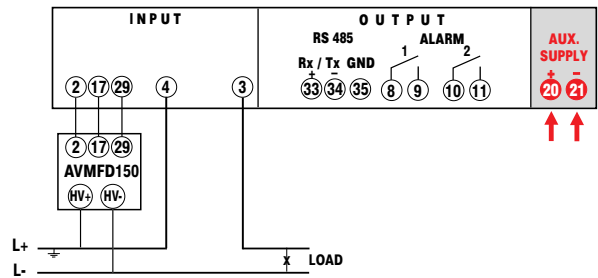 INPUT OUTPUT
RS 485 ALARM AUX. SUPPLY
Rx / Tx GND 1 2
+ − + −
2 17 29 4 3 33 34 35 8 9 10 11 20 21
2 17 29
AVMFD150
HV+ HV-
L+
x LOAD
L-